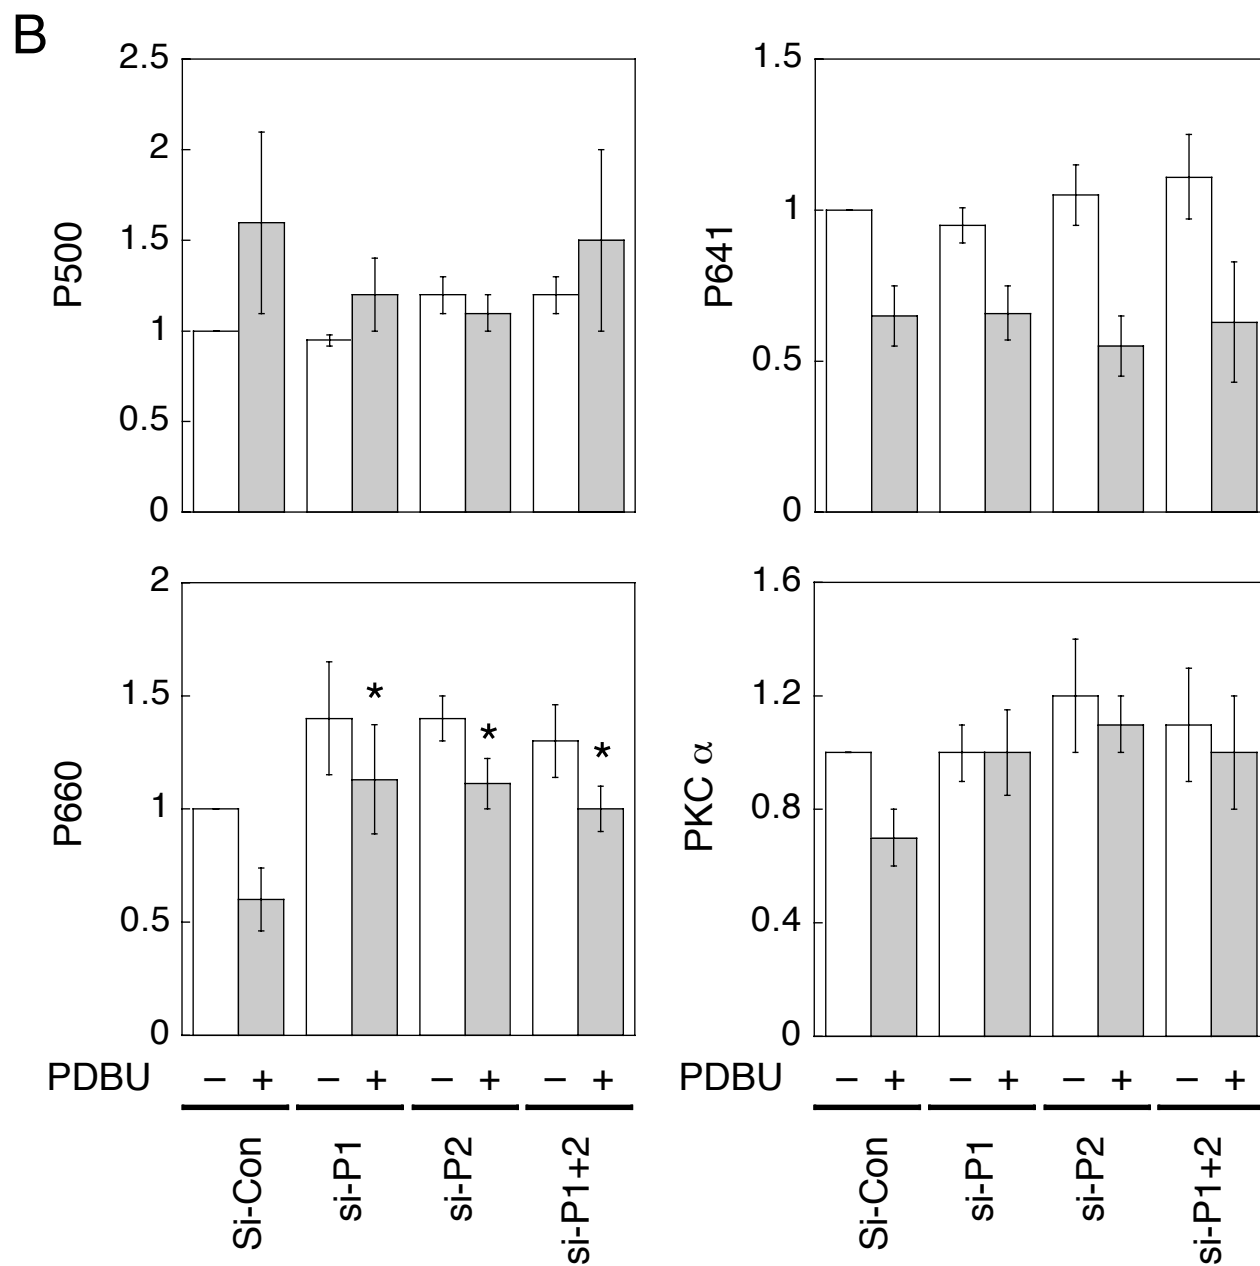 B
P500
2.5
2
1.5
1
0.5
0
P641
1.5
1
0.5
0
P660
2
1.5
1
0.5
0
* * *
PKC α
1.6
1.2
0.8
0.4
0
PDBU − + − + − + − +
Si-Con si-P1 si-P2 si-P1+2
PDBU − + − + − + − +
Si-Con si-P1 si-P2 si-P1+2